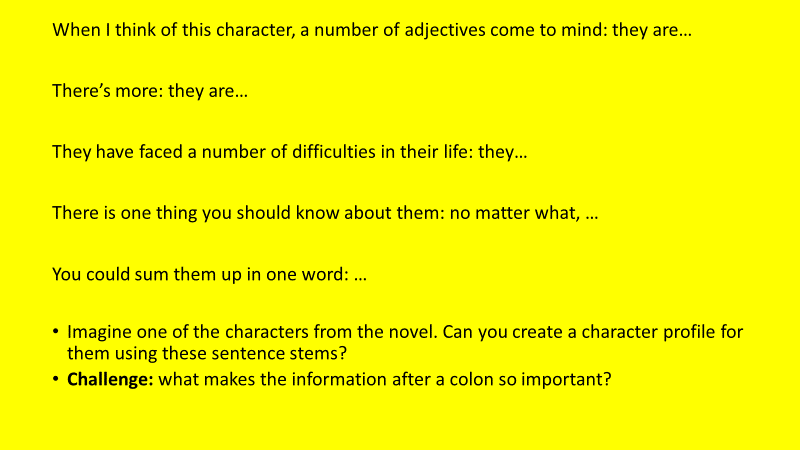 When I think of this character, a number of adjectives come to mind: they are…
There’s more: they are…
They have faced a number of difficulties in their life: they…
There is one thing you should know about them: no matter what, …
You could sum them up in one word: …
• Imagine one of the characters from the novel. Can you create a character profile for
them using these sentence stems?
• Challenge: what makes the information after a colon so important?